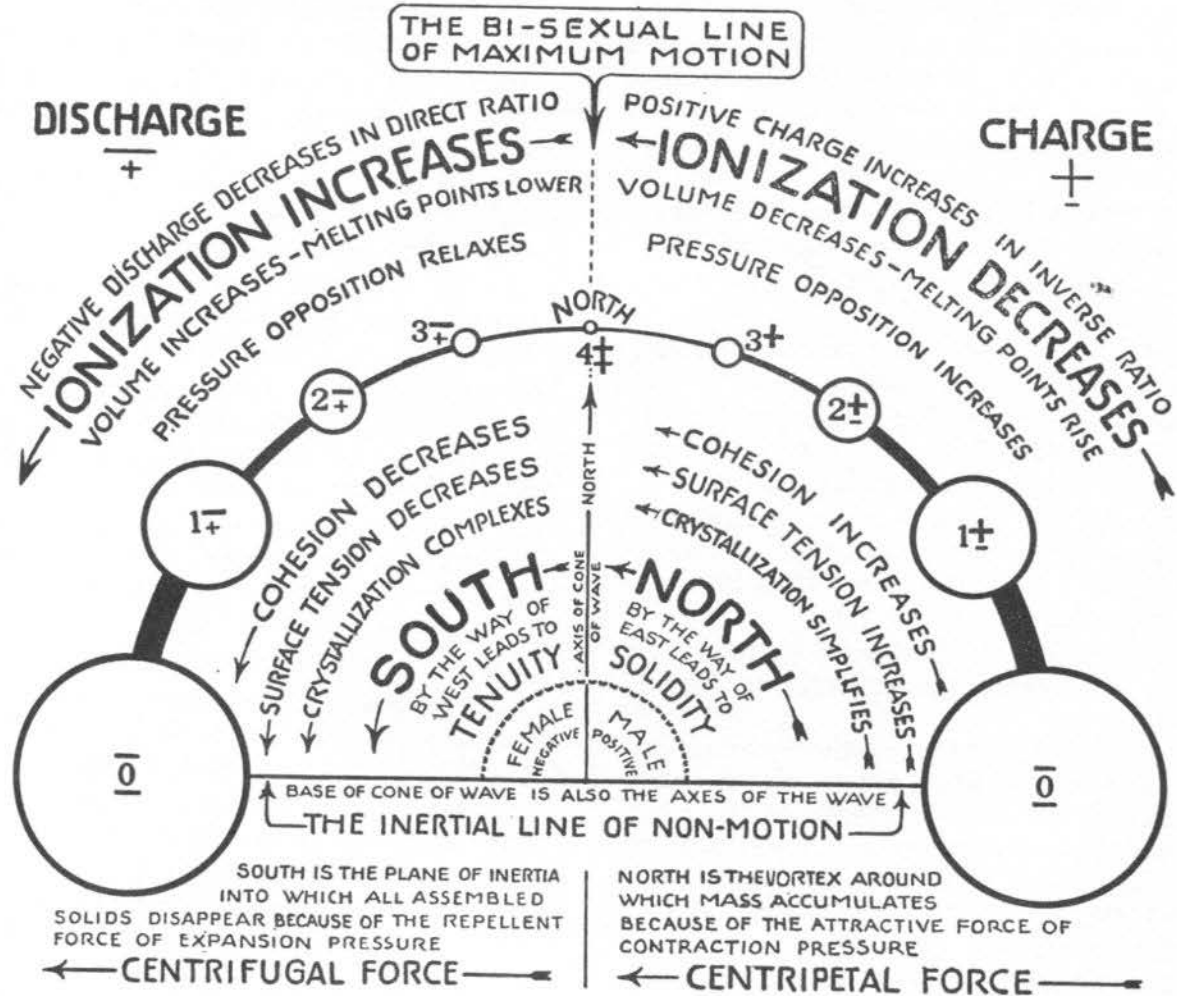 THE BI-SEXUAL LINE
OF MAXIMUM MOTION
DISCHARGE
− +
CHARGE
+ −
NEGATIVE DISCHARGE DECREASES IN DIRECT RATIO
IONIZATION INCREASES
VOLUME INCREASES-MELTING POINTS LOWER
PRESSURE OPPOSITION RELAXES
POSITIVE CHARGE INCREASES IN INVERSE RATIO
IONIZATION DECREASES
VOLUME DECREASES-MELTING POINTS RISE
PRESSURE OPPOSITION INCREASES
NORTH
4‡
3∓
3+
2∓
2±
1∓
1±
0
0
COHESION DECREASES
SURFACE TENSION DECREASES
CRYSTALLIZATION COMPLEXES
COHESION INCREASES
SURFACE TENSION INCREASES
CRYSTALLIZATION SIMPLIFIES
NORTH
AXIS OF CONE
OF WAVE
SOUTH
BY THE WAY OF
WEST LEADS TO
TENUITY
NORTH
BY THE WAY OF
EAST LEADS TO
SOLIDITY
FEMALE
NEGATIVE
MALE
POSITIVE
BASE OF CONE OF WAVE IS ALSO THE AXES OF THE WAVE
THE INERTIAL LINE OF NON-MOTION
SOUTH IS THE PLANE OF INERTIA
INTO WHICH ALL ASSEMBLED
SOLIDS DISAPPEAR BECAUSE OF THE REPELLENT
FORCE OF EXPANSION PRESSURE
CENTRIFUGAL FORCE
NORTH IS THE VORTEX AROUND
WHICH MASS ACCUMULATES
BECAUSE OF THE ATTRACTIVE FORCE OF
CONTRACTION PRESSURE
CENTRIPETAL FORCE